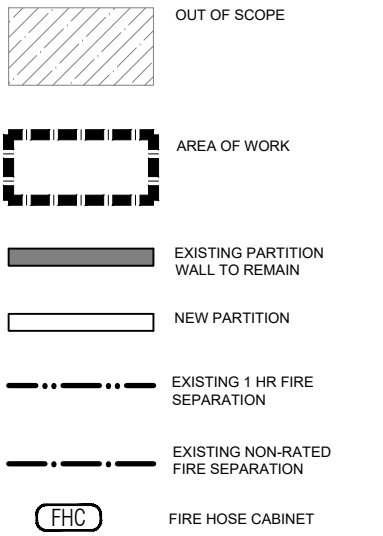 OUT OF SCOPE
AREA OF WORK
EXISTING PARTITION
WALL TO REMAIN
NEW PARTITION
EXISTING 1 HR FIRE
SEPARATION
EXISTING NON-RATED
FIRE SEPARATION
FHC
FIRE HOSE CABINET